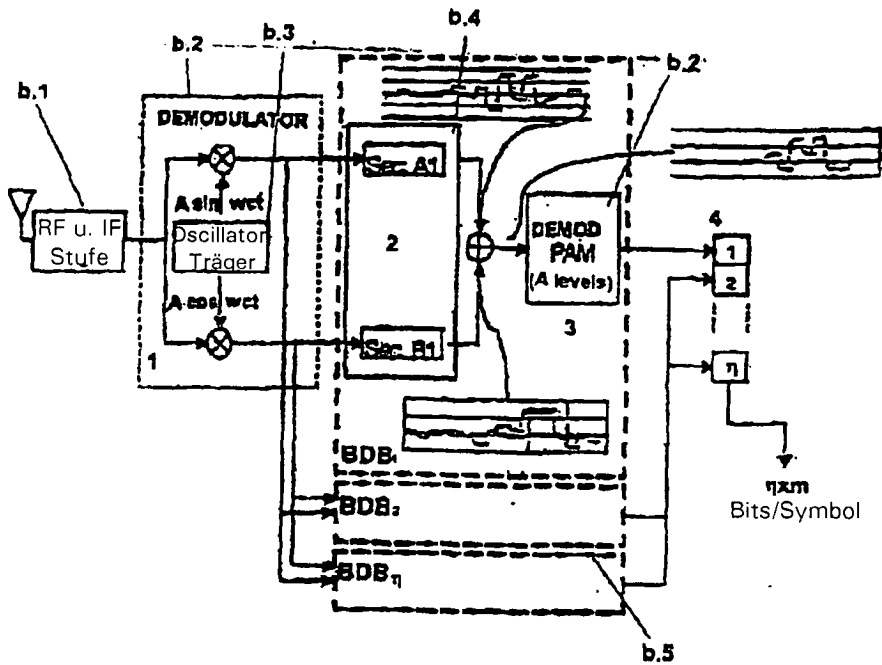 b.1
b.2
b.3
b.4
b.2
DEMODULATOR
RF u. IF
Stufe
A sin wct
Oscillator
Träger
A cos wct
1
Sec. A1
2
Sec. B1
DEMOD
PAM
(A levels)
3
4
1
2
η
ηxm
Bits/Symbol
BDB₁
BDB₂
BDB η
b.5